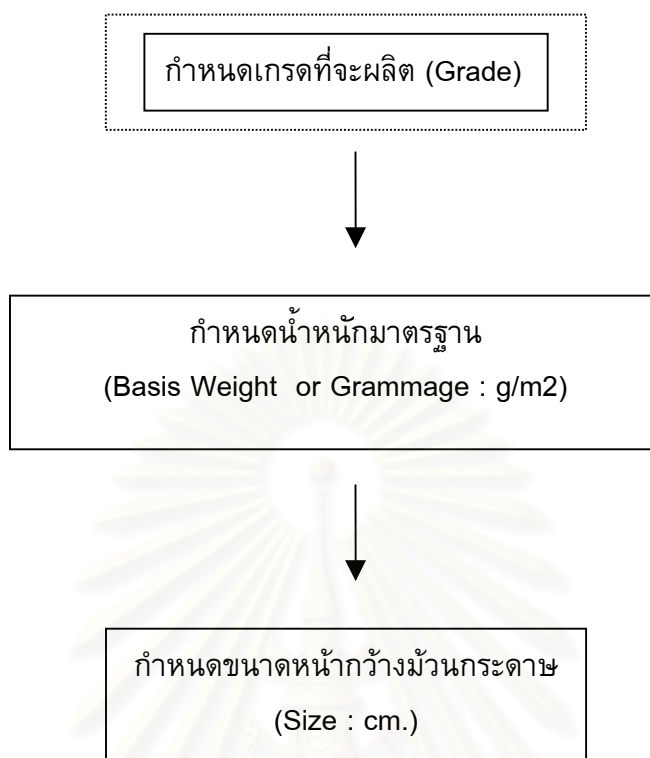 กำหนดเกรดที่จะผลิต (Grade)
กำหนดน้ำหนักมาตรฐาน
(Basis Weight or Grammage : g/m2)
กำหนดขนาดหน้ากว้างม้วนกระดาษ
(Size : cm.)